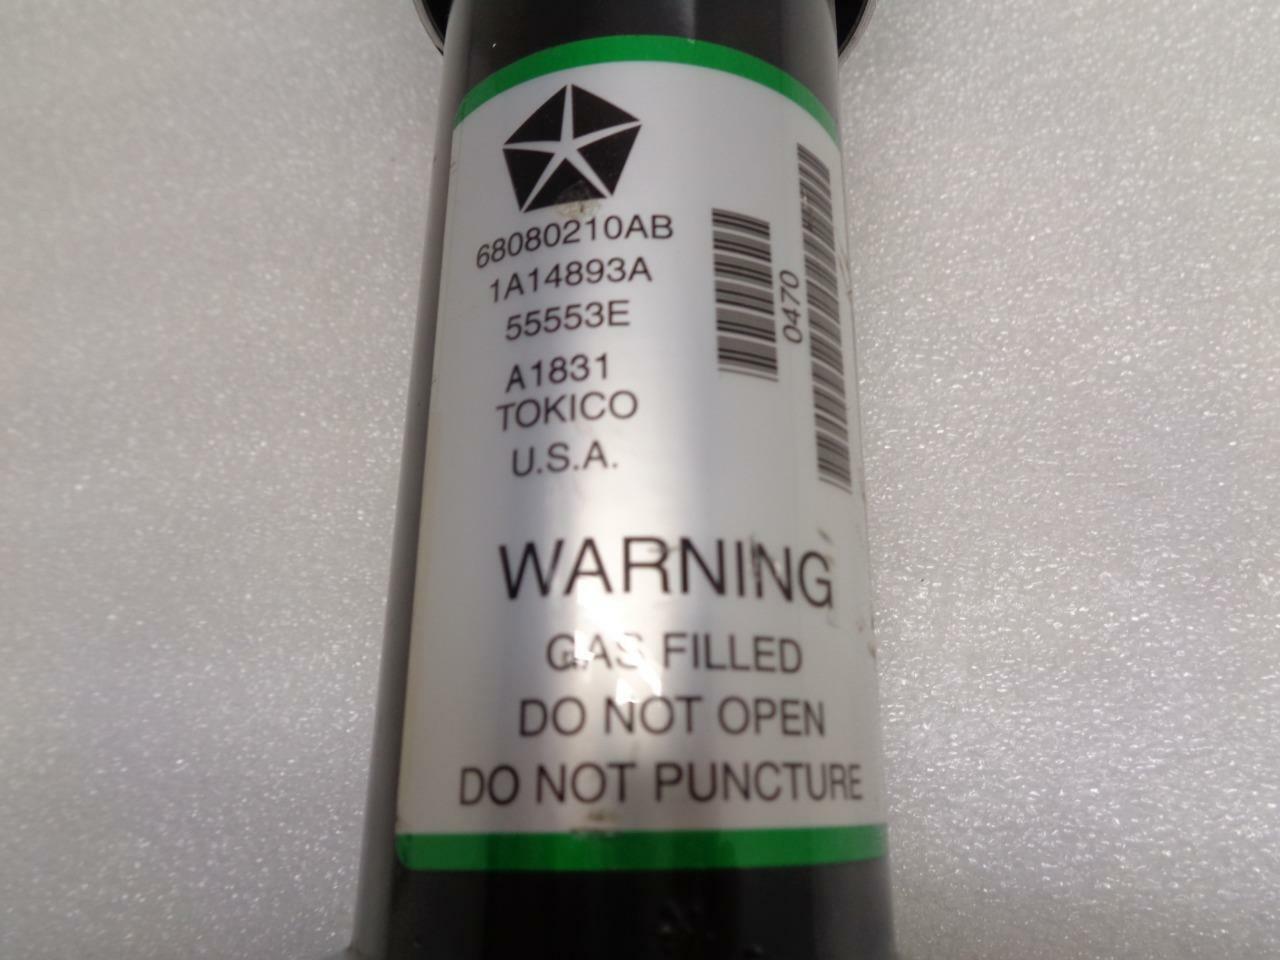 68080210AB
1A14893A
55553E
A1831
TOKICO
U.S.A.
0470
WARNING
GAS FILLED
DO NOT OPEN
DO NOT PUNCTURE